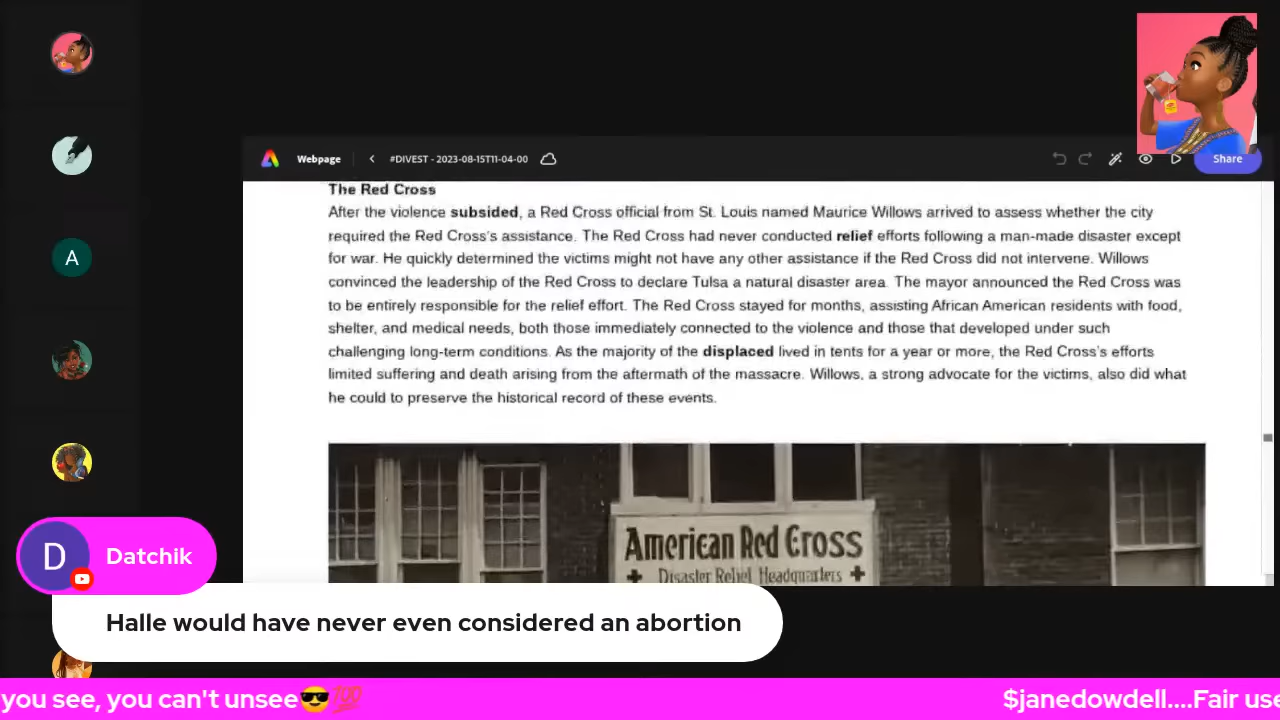 Webpage
#DIVEST - 2023-08-15T11-04-00
Share
The Red Cross
After the violence subsided, a Red Cross official from St. Louis named Maurice Willows arrived to assess whether the city
required the Red Cross's assistance. The Red Cross had never conducted relief efforts following a man-made disaster except
for war. He quickly determined the victims might not have any other assistance if the Red Cross did not intervene. Willows
convinced the leadership of the Red Cross to declare Tulsa a natural disaster area. The mayor announced the Red Cross was
to be entirely responsible for the relief effort. The Red Cross stayed for months, assisting African American residents with food,
shelter, and medical needs, both those immediately connected to the violence and those that developed under such
challenging long-term conditions. As the majority of the displaced lived in tents for a year or more, the Red Cross's efforts
limited suffering and death arising from the aftermath of the massacre. Willows, a strong advocate for the victims, also did what
he could to preserve the historical record of these events.
American Red Cross
Disaster Relief Headquarters
A
D
Datchik
Halle would have never even considered an abortion
you see, you can't unsee😎💯
$janedowdell....Fair use